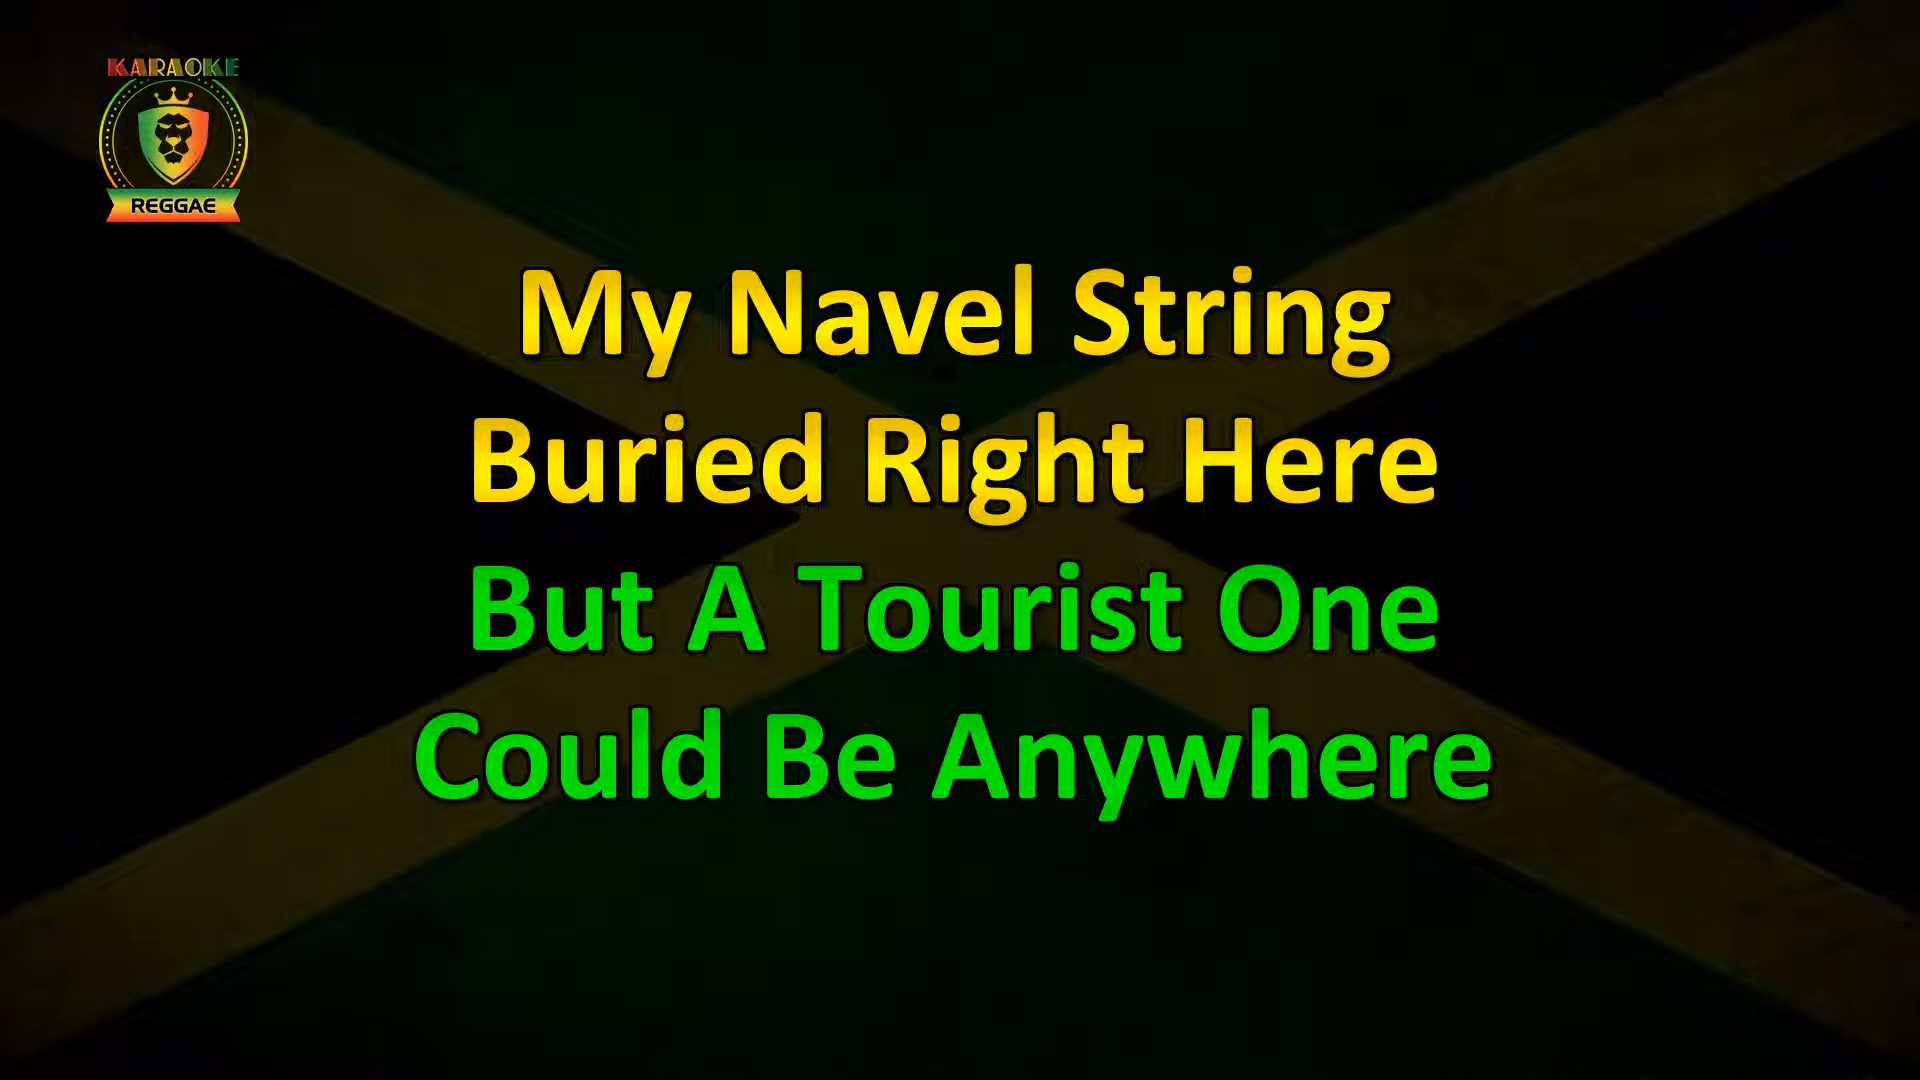 KARAOKE
REGGAE
My Navel String
Buried Right Here
But A Tourist One
Could Be Anywhere